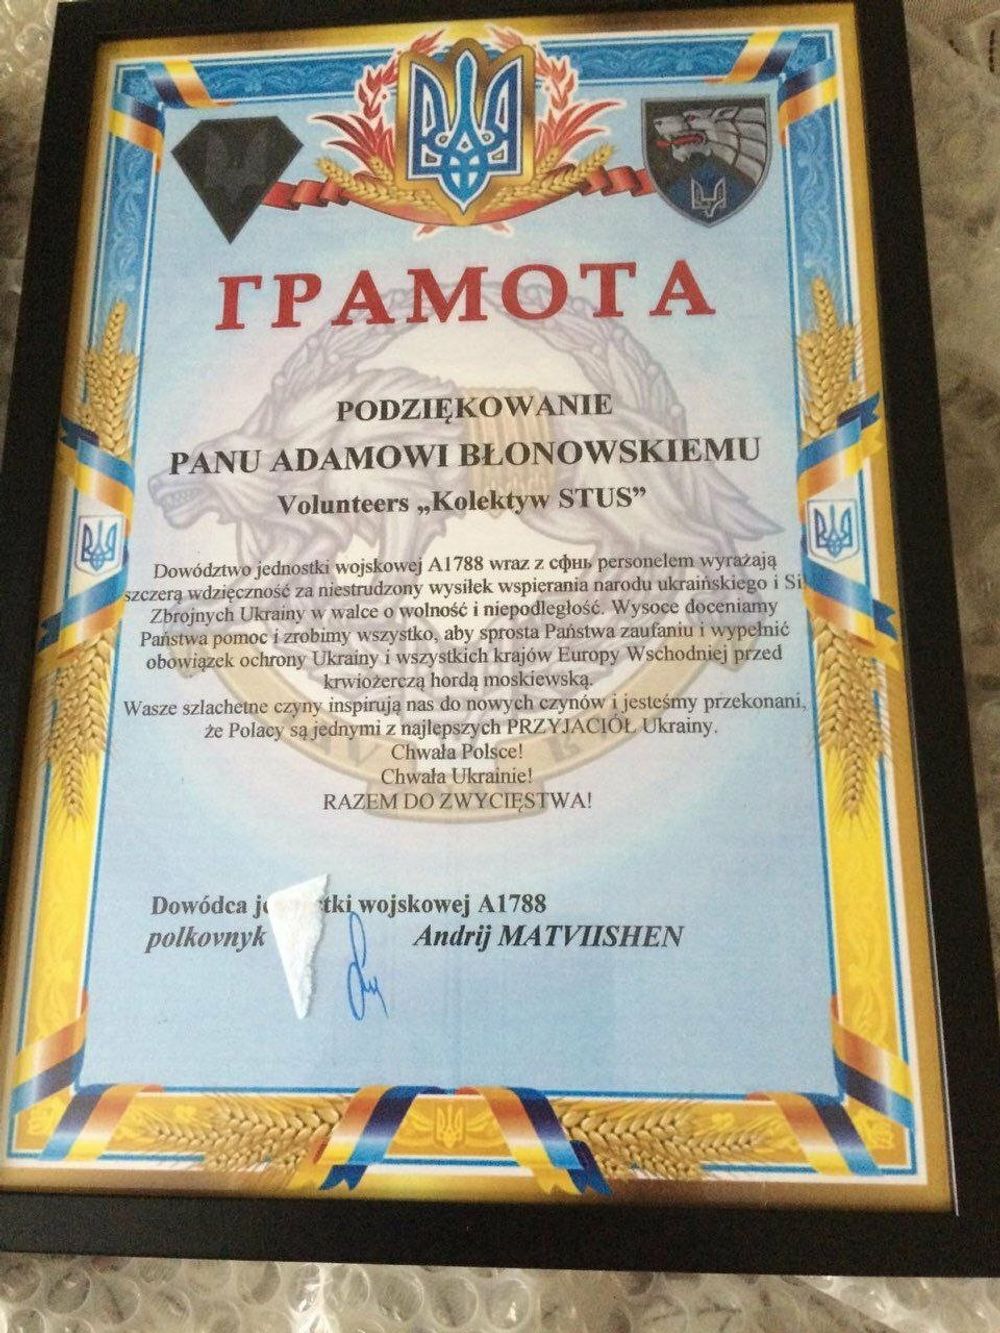 ГРАМОТА
PODZIĘKOWANIE
PANU ADAMOWI BŁONOWSKIEMU
Volunteers „Kolektyw STUS”
Dowództwo jednostki wojskowej A1788 wraz z сфнь personelem wyrażają
szczerą wdzięczność za niestrudzony wysiłek wspierania narodu ukraińskiego i Si
Zbrojnych Ukrainy w walce o wolność i niepodległość. Wysoce doceniamy
Państwa pomoc i zrobimy wszystko, aby sprosta Państwa zaufaniu i wypełnić
obowiązek ochrony Ukrainy i wszystkich krajów Europy Wschodniej przed
krwiożerczą hordą moskiewską.
Wasze szlachetne czyny inspirują nas do nowych czynów i jesteśmy przekonani,
że Polacy są jednymi z najlepszych PRZYJACIÓŁ Ukrainy.
Chwała Polsce!
Chwała Ukrainie!
RAZEM DO ZWYCIĘSTWA!
Dowódca wojskowej A1788
polkovnyk Andrij MATVIISHEN